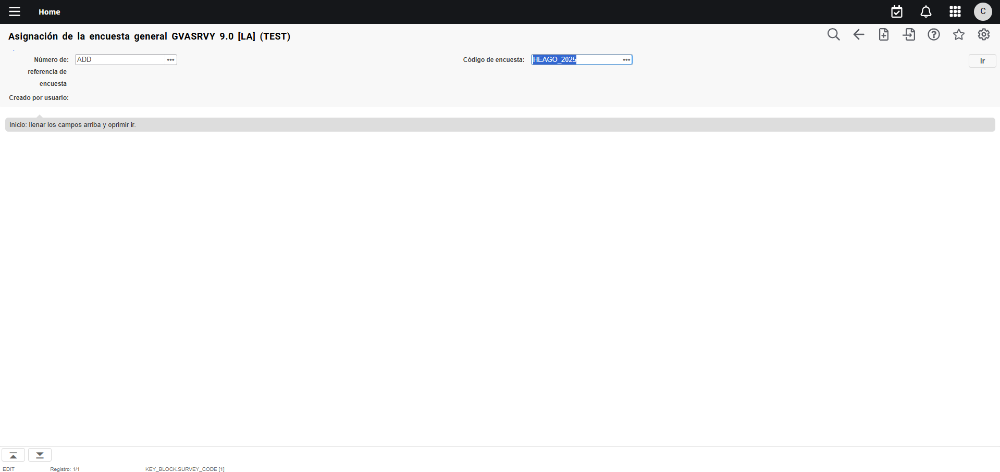 Home
C
Asignación de la encuesta general GVASRVY 9.0 [LA] (TEST)
Número de: ADD ••• Código de encuesta: HEAGO_2025 ••• Ir
referencia de
encuesta
Creado por usuario:
Inicio: llenar los campos arriba y oprimir ir.
EDIT Registro: 1/1 KEY_BLOCK.SURVEY_CODE [1]